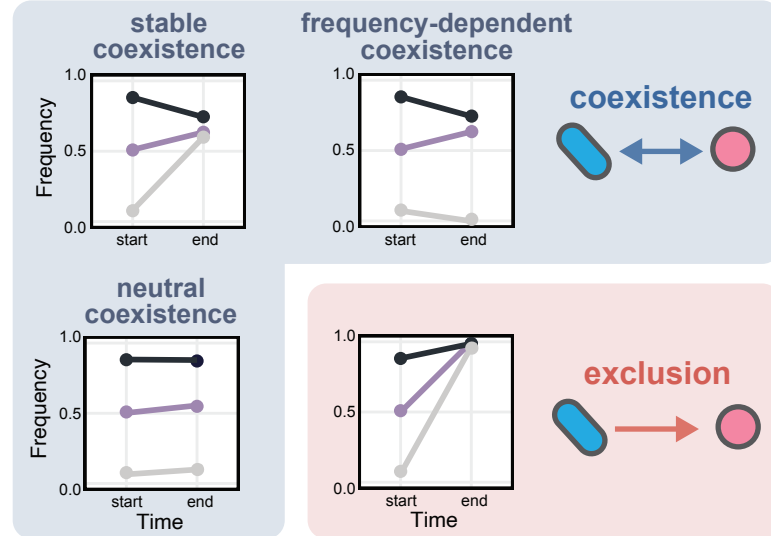 stable
coexistence
frequency-dependent
coexistence
1.0
0.5
0.0
Frequency
start
end
1.0
0.5
0.0
start
end
coexistence
neutral
coexistence
1.0
0.5
0.0
Frequency
start
end
Time
1.0
0.5
0.0
start
end
Time
exclusion